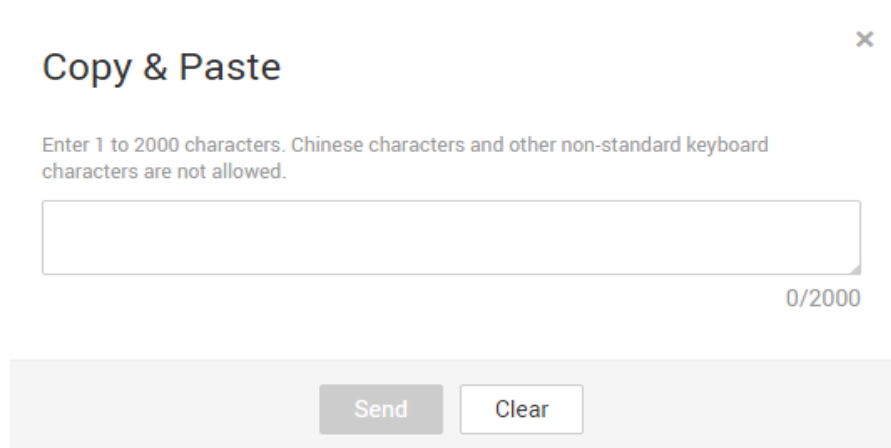 ×
Copy & Paste
Enter 1 to 2000 characters. Chinese characters and other non-standard keyboard
characters are not allowed.
0/2000
Send
Clear